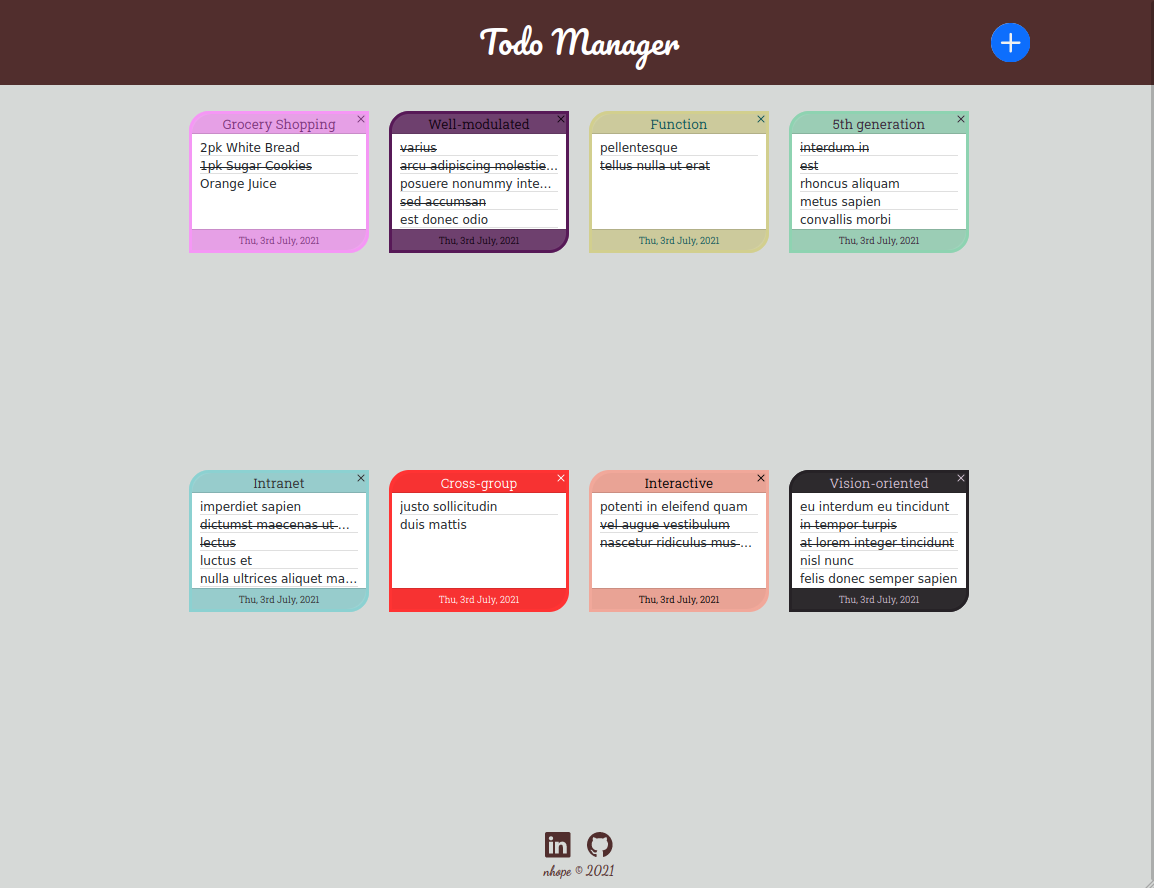 Todo Manager
Grocery Shopping
2pk White Bread
1pk Sugar Cookies
Orange Juice
Thu, 3rd July, 2021
Well-modulated
varius
arcu adipiscing molestie...
posuere nonummy inte...
sed accumsan
est donec odio
Thu, 3rd July, 2021
Function
pellentesque
tellus nulla ut erat
Thu, 3rd July, 2021
5th generation
interdum in
est
rhoncus aliquam
metus sapien
convallis morbi
Thu, 3rd July, 2021
Intranet
imperdiet sapien
dictumst maecenas ut ...
lectus
luctus et
nulla ultrices aliquet ma...
Thu, 3rd July, 2021
Cross-group
justo sollicitudin
duis mattis
Thu, 3rd July, 2021
Interactive
potenti in eleifend quam
vel augue vestibulum
nascetur ridiculus mus ...
Thu, 3rd July, 2021
Vision-oriented
eu interdum eu tincidunt
in tempor turpis
at lorem integer tincidunt
nisl nunc
felis donec semper sapien
Thu, 3rd July, 2021
in
nhope © 2021